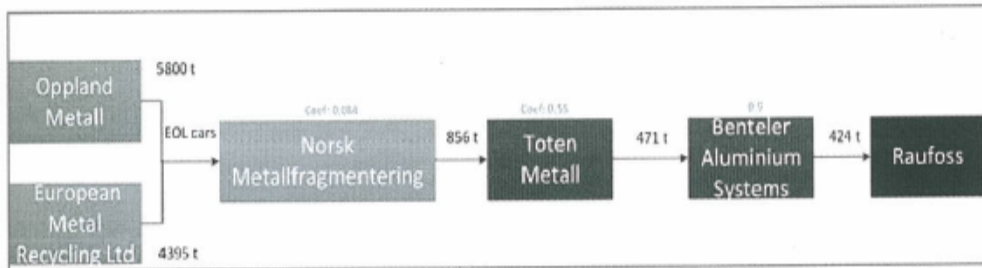 5800 t
Oppland
Metall
EOL cars
European
Metal
Recycling Ltd
4395 t
Coef: 0.084
Norsk
Metallfragmentering
856 t
Coef: 0.55
Toten
Metall
471 t
0.9
Benteler
Aluminium
Systems
424 t
Raufoss